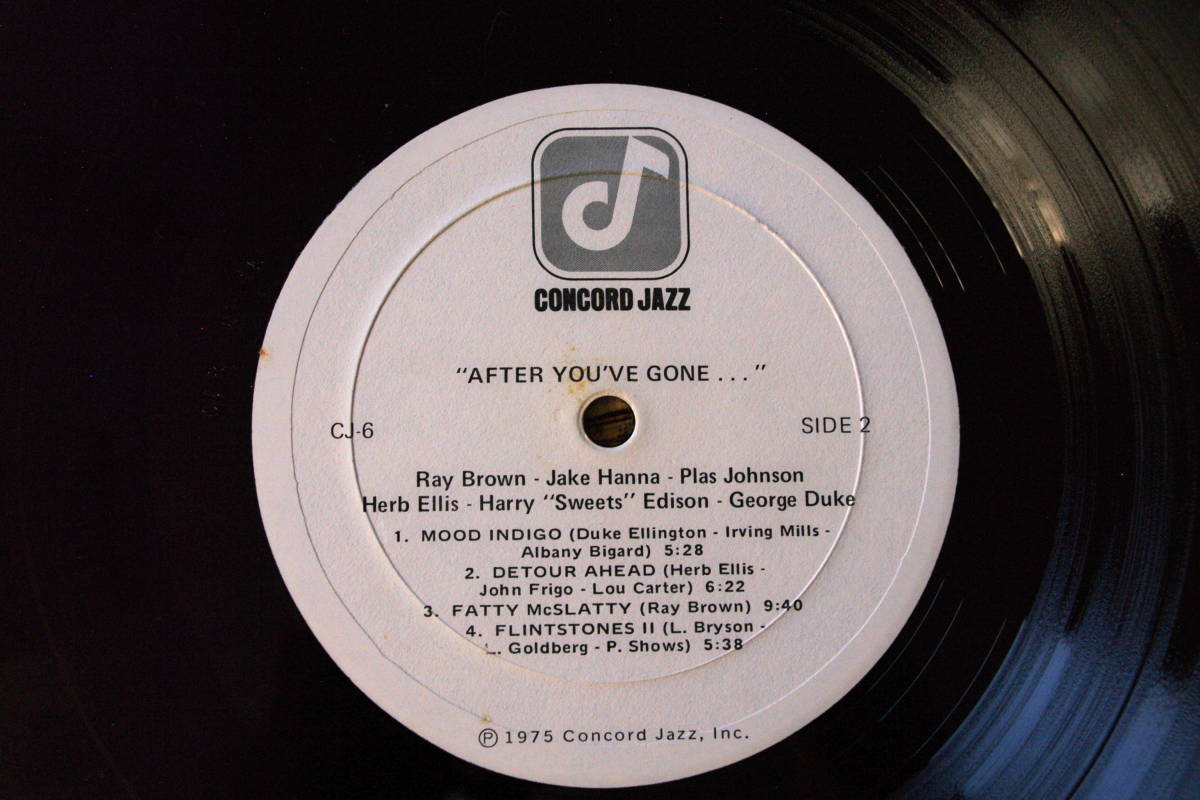 CONCORD JAZZ
"AFTER YOU'VE GONE ..."
CJ-6
SIDE 2
Ray Brown - Jake Hanna - Plas Johnson
Herb Ellis - Harry "Sweets" Edison - George Duke
1. MOOD INDIGO (Duke Ellington - Irving Mills -
Albany Bigard) 5:28
2. DETOUR AHEAD (Herb Ellis -
John Frigo - Lou Carter) 6:22
3. FATTY McSLATTY (Ray Brown) 9:40
4. FLINTSTONES II (L. Bryson -
L. Goldberg - P. Shows) 5:38
℗ 1975 Concord Jazz, Inc.